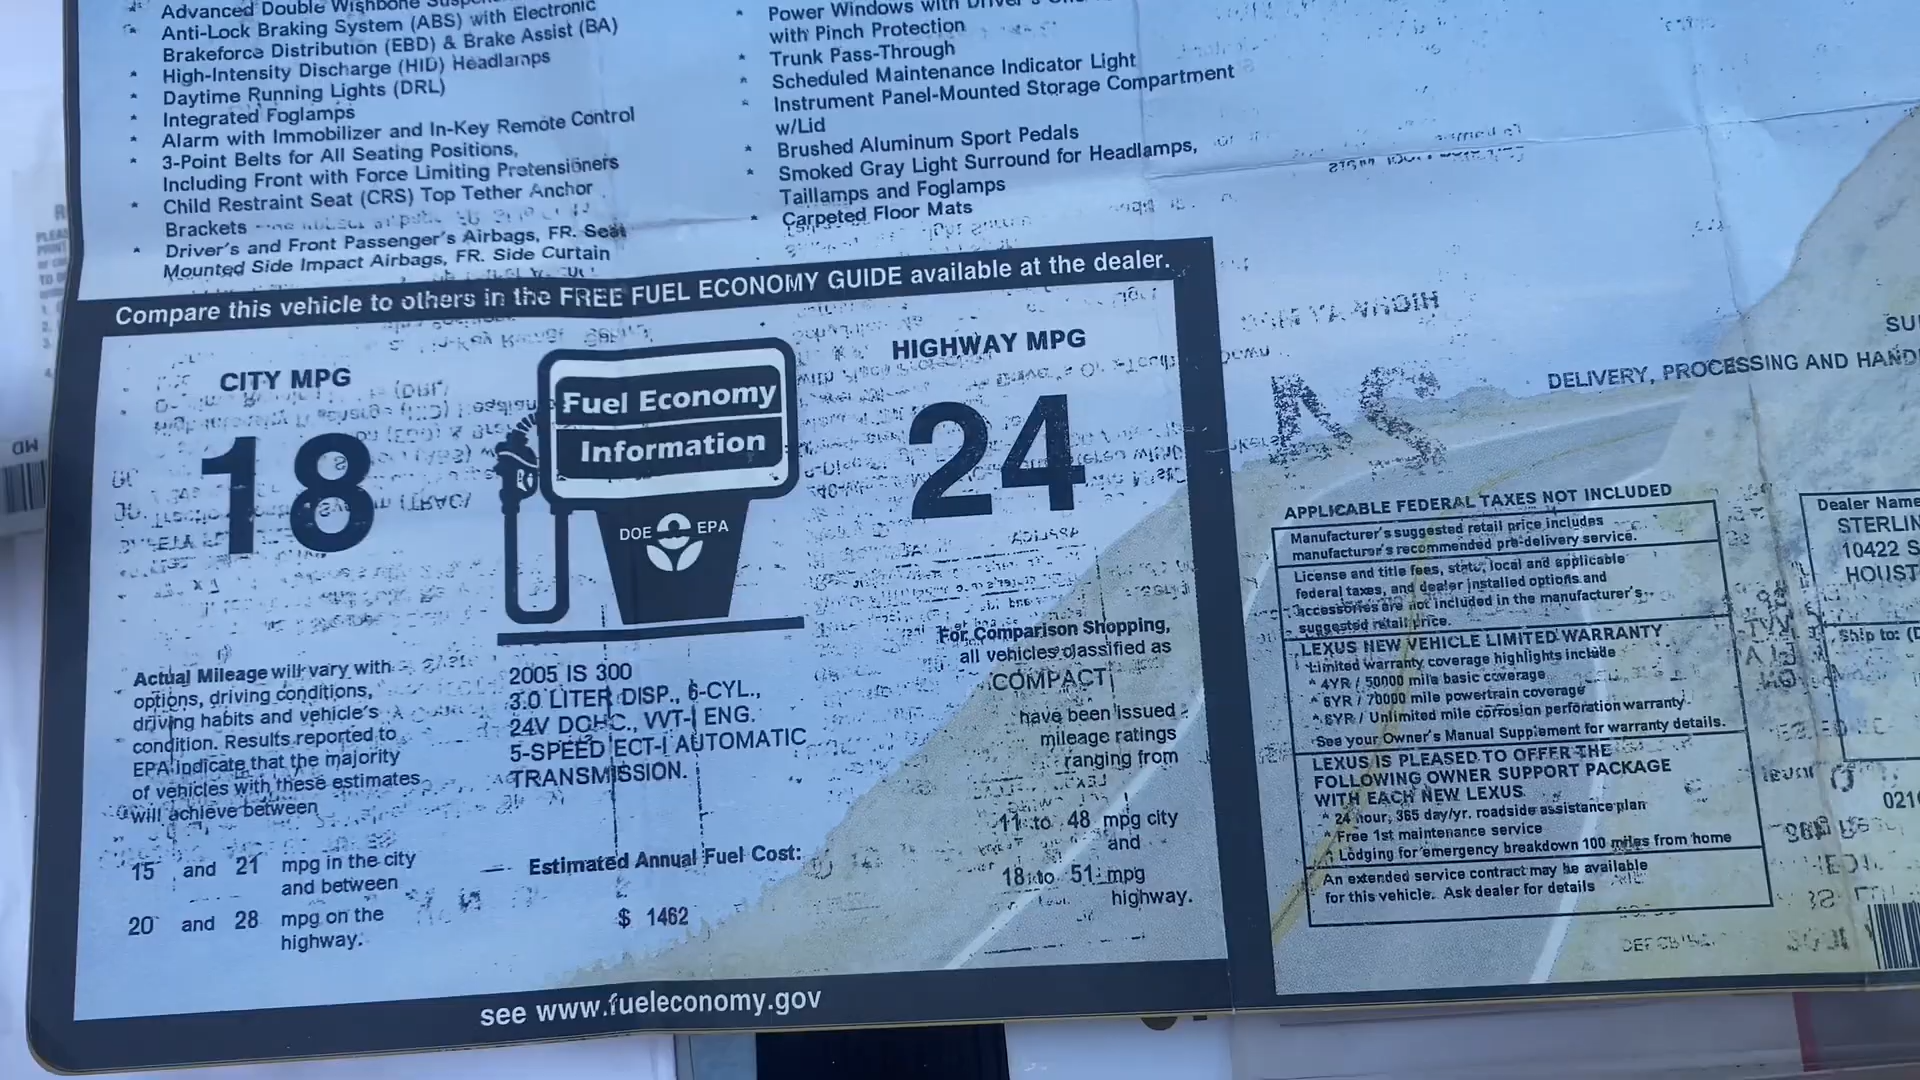 Advanced Double Wishbone
* Anti-Lock Braking System (ABS) with Electronic
Brakeforce Distribution (EBD) & Brake Assist (BA)
* High-Intensity Discharge (HID) Headlamps
* Daytime Running Lights (DRL)
* Integrated Foglamps
* Alarm with Immobilizer and In-Key Remote Control
* 3-Point Belts for All Seating Positions,
Including Front with Force Limiting Pretensioners
* Child Restraint Seat (CRS) Top Tether Anchor
Brackets
* Driver's and Front Passenger's Airbags, FR. Seat
Mounted Side Impact Airbags, FR. Side Curtain
* Power Windows with Driver's
with Pinch Protection
* Trunk Pass-Through
* Scheduled Maintenance Indicator Light
* Instrument Panel-Mounted Storage Compartment
w/Lid
* Brushed Aluminum Sport Pedals
* Smoked Gray Light Surround for Headlamps,
Taillamps and Foglamps
* Carpeted Floor Mats
Compare this vehicle to others in the FREE FUEL ECONOMY GUIDE available at the dealer.
CITY MPG
18
Fuel Economy
Information
DOE EPA
HIGHWAY MPG
24
Actual Mileage will vary with
options, driving conditions,
driving habits and vehicle's
condition. Results reported to
EPA indicate that the majority
of vehicles with these estimates
will achieve between
15 and 21 mpg in the city
and between
20 and 28 mpg on the
highway.
2005 IS 300
3.0 LITER DISP., 6-CYL.,
24V DOHC, VVT-I ENG.
5-SPEED ECT-I AUTOMATIC
TRANSMISSION.
Estimated Annual Fuel Cost:
$ 1462
For Comparison Shopping,
all vehicles classified as
COMPACT
have been issued
mileage ratings
ranging from
11 to 48 mpg city
and
18 to 51 mpg
highway.
see www.fueleconomy.gov
DELIVERY, PROCESSING AND HAND
APPLICABLE FEDERAL TAXES NOT INCLUDED
Manufacturer's suggested retail price includes
manufacturer's recommended pre-delivery service.
License and title fees, state, local and applicable
federal taxes, and dealer installed options and
accessories are not included in the manufacturer's
suggested retail price.
LEXUS NEW VEHICLE LIMITED WARRANTY
Limited warranty coverage highlights include
* 4YR / 50000 mile basic coverage
* 6YR / 70000 mile powertrain coverage
* 6YR / Unlimited mile corrosion perforation warranty.
See your Owner's Manual Supplement for warranty details.
LEXUS IS PLEASED TO OFFER THE
FOLLOWING OWNER SUPPORT PACKAGE
WITH EACH NEW LEXUS
* 24 hour, 365 day/yr. roadside assistance plan
* Free 1st maintenance service
* Lodging for emergency breakdown 100 miles from home
An extended service contract may be available
for this vehicle. Ask dealer for details
Dealer Name
STERLIN
10422 S
HOUST
Ship to: (D
021